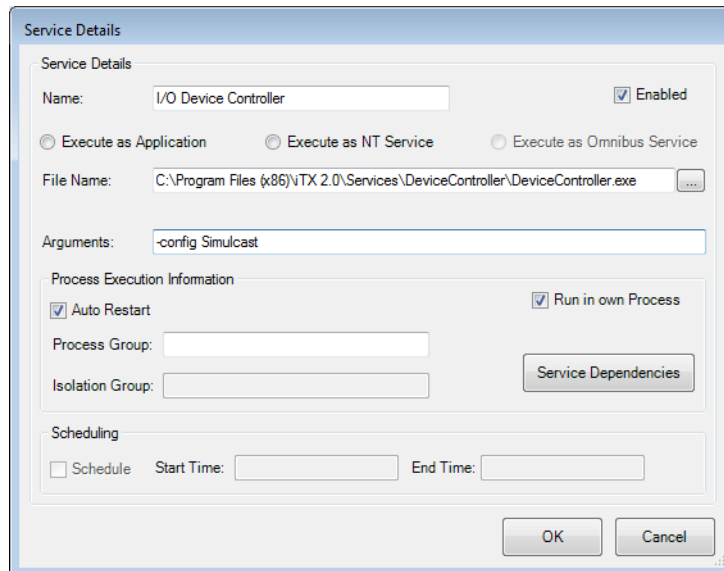 Service Details
Service Details
Name: I/O Device Controller Enabled
Execute as Application Execute as NT Service Execute as Omnibus Service
File Name: C:\Program Files (x86)\iTX 2.0\Services\DeviceController\DeviceController.exe ...
Arguments: -config Simulcast
Process Execution Information
Auto Restart Run in own Process
Process Group:
Isolation Group: Service Dependencies
Scheduling
Schedule Start Time: End Time:
OK Cancel